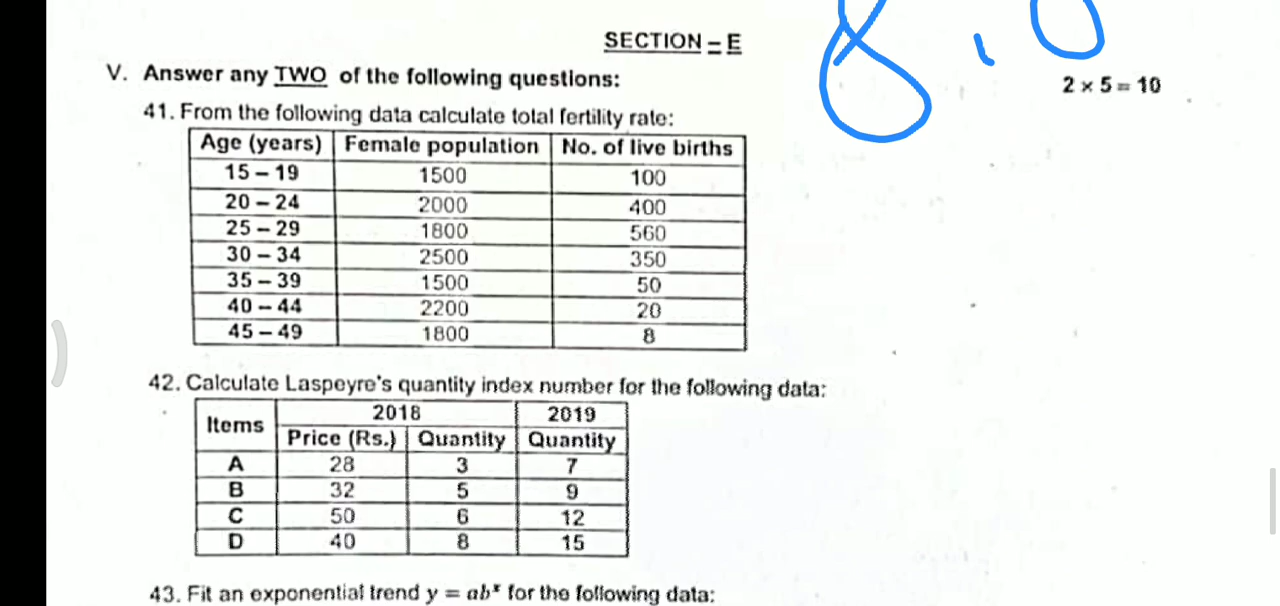 8.0
SECTION – E
V. Answer any TWO of the following questions:
2 × 5 = 10
41. From the following data calculate total fertility rate:
Age (years) Female population No. of live births
15 – 19 1500 100
20 – 24 2000 400
25 – 29 1800 560
30 – 34 2500 350
35 – 39 1500 50
40 – 44 2200 20
45 – 49 1800 8
42. Calculate Laspeyre's quantity index number for the following data:
Items 2018 2019
Price (Rs.) Quantity Quantity
A 28 3 7
B 32 5 9
C 50 6 12
D 40 8 15
43. Fit an exponential trend y = abˣ for the following data: